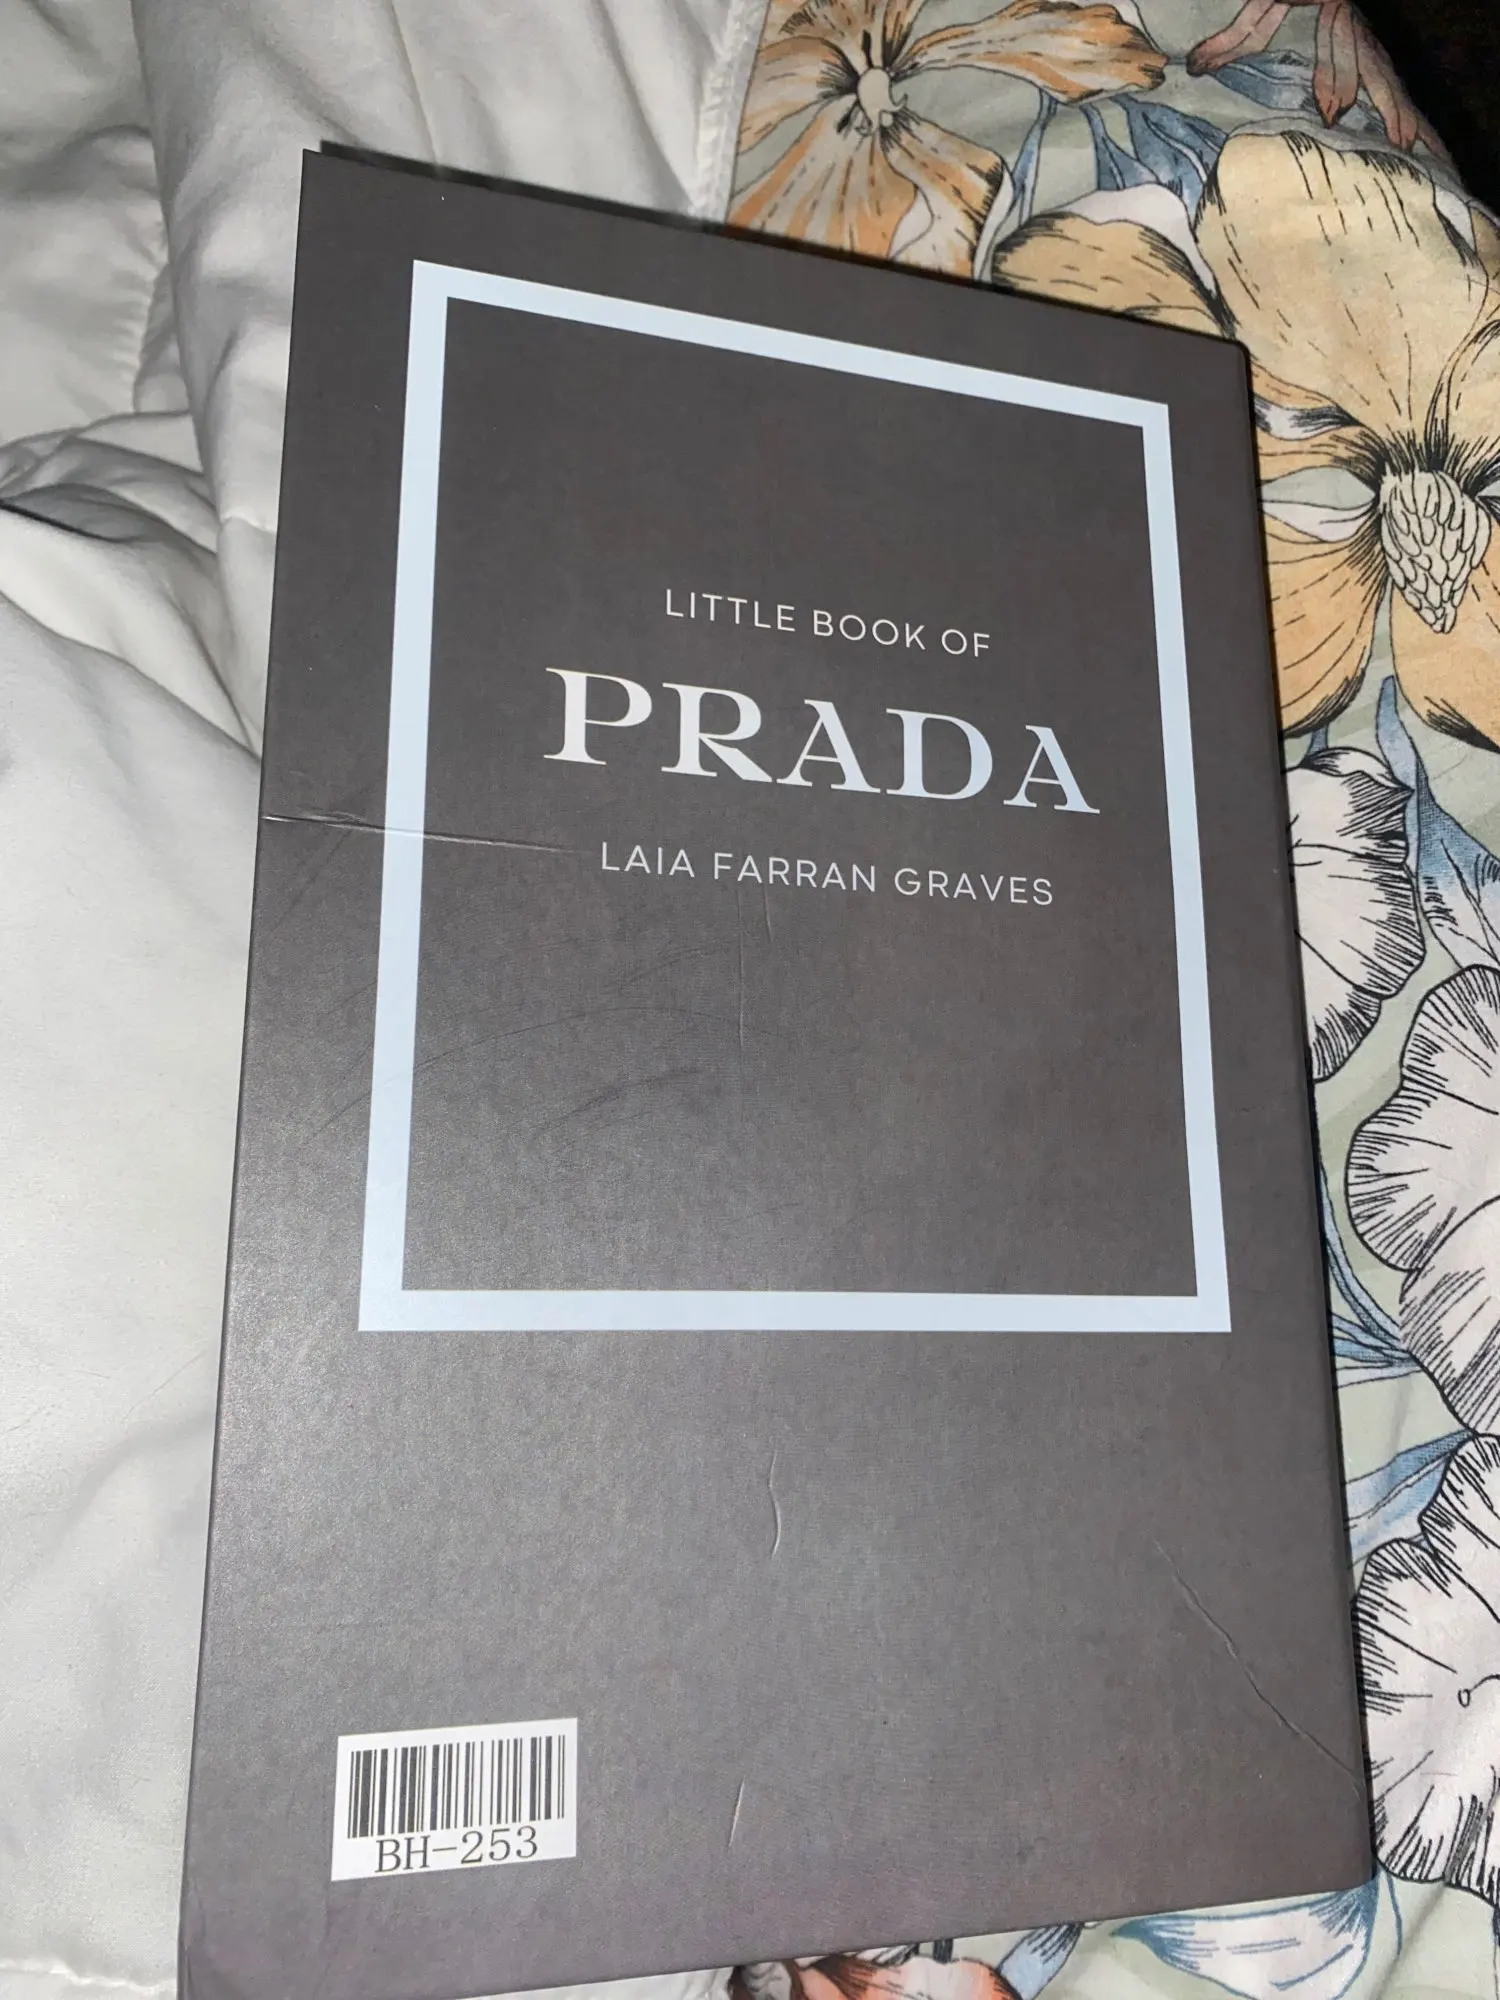 LITTLE BOOK OF
PRADA
LAIA FARRAN GRAVES
BH-253